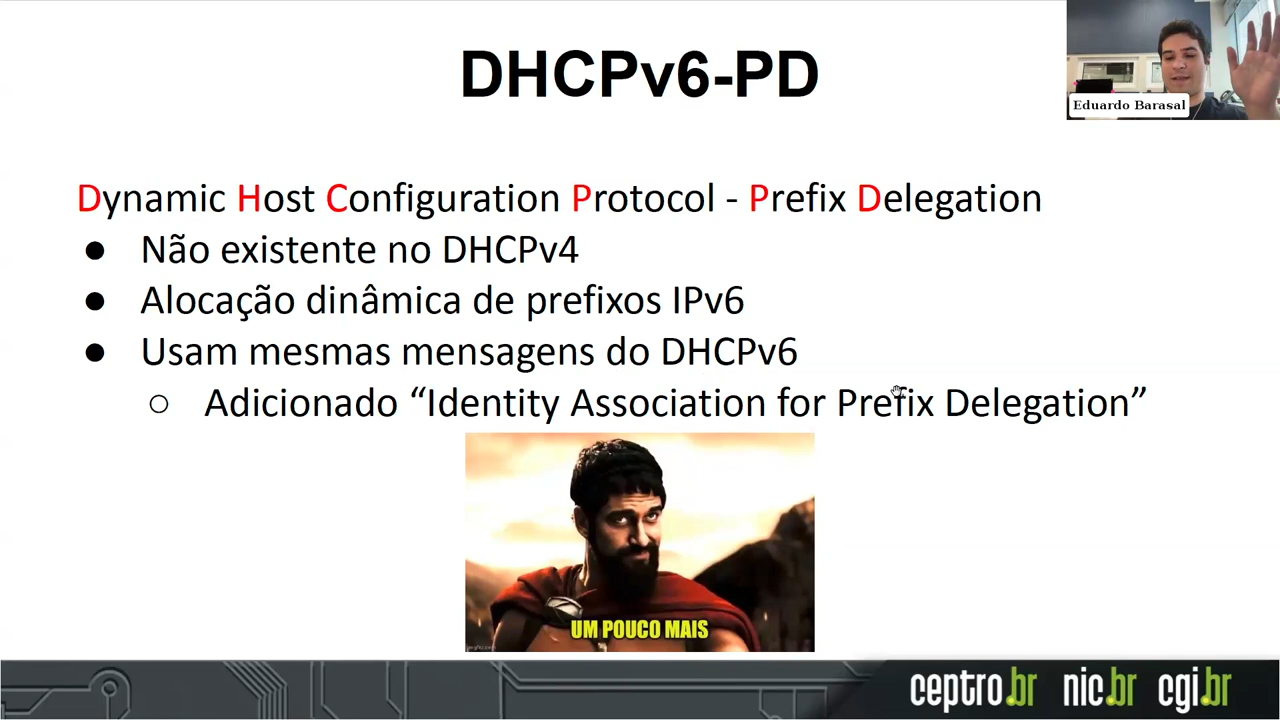 DHCPv6-PD
Eduardo Barasal
Dynamic Host Configuration Protocol - Prefix Delegation
● Não existente no DHCPv4
● Alocação dinâmica de prefixos IPv6
● Usam mesmas mensagens do DHCPv6
○ Adicionado “Identity Association for Prefix Delegation”
UM POUCO MAIS
ceptro.br nic.br cgi.br